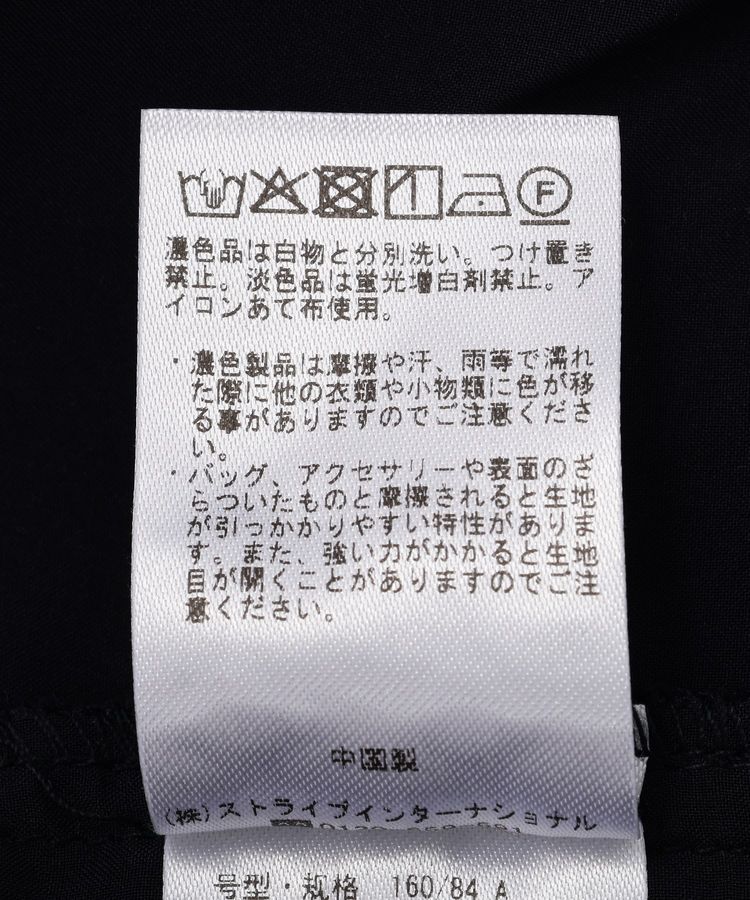 F
濃色品は白物と分別洗い。つけ置き
禁止。淡色品は蛍光増白剤禁止。ア
イロンあて布使用。
・濃色製品は摩擦や汗、雨等で濡れ
た際に他の衣類や小物類に色が移
る事がありますのでご注意くださ
い。
・バッグ、アクセサリーや表面のざ
らついたものと摩擦されると生地
が引っかかりやすい特性がありま
す。また、強い力がかかると生地
目が開くことがありますのでご注
意ください。
中国製
(株)ストライプインターナショナル
号型・规格 160/84 A